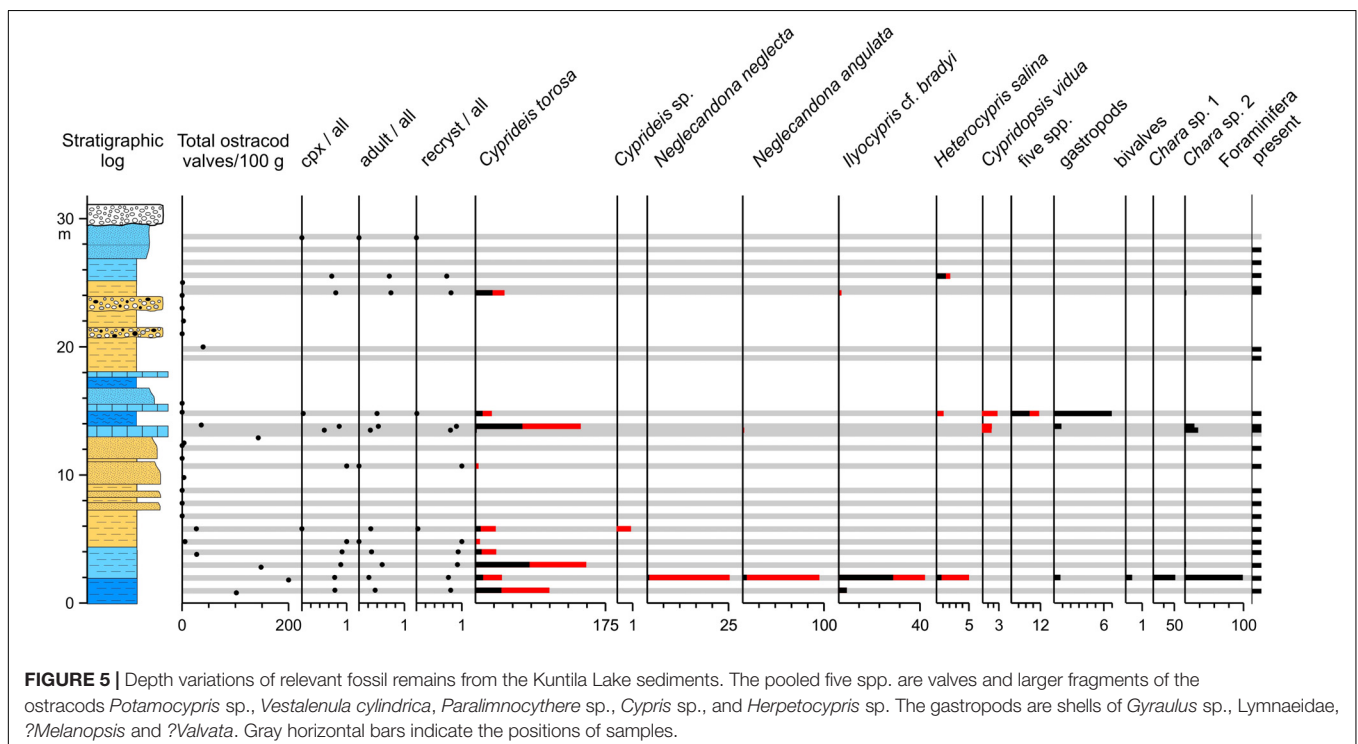 Stratigraphic
log
Total ostracod
valves/100 g
cpx / all
adult / all
recryst / all
Cyprideis torosa
Cyprideis sp.
Neglecandona neglecta
Neglecandona angulata
Ilyocypris cf. bradyi
Heterocypris salina
Cypridopsis vidua
five spp.
gastropods
bivalves
Chara sp. 1
Chara sp. 2
Foraminifera
present
30
m
20
10
0
0 200 1 1 1 175 1 25 100 40 5 3 12 6 1 50 100
FIGURE 5 | Depth variations of relevant fossil remains from the Kuntila Lake sediments. The pooled five spp. are valves and larger fragments of the
ostracods Potamocypris sp., Vestalenula cylindrica, Paralimnocythere sp., Cypris sp., and Herpetocypris sp. The gastropods are shells of Gyraulus sp., Lymnaeidae,
?Melanopsis and ?Valvata. Gray horizontal bars indicate the positions of samples.